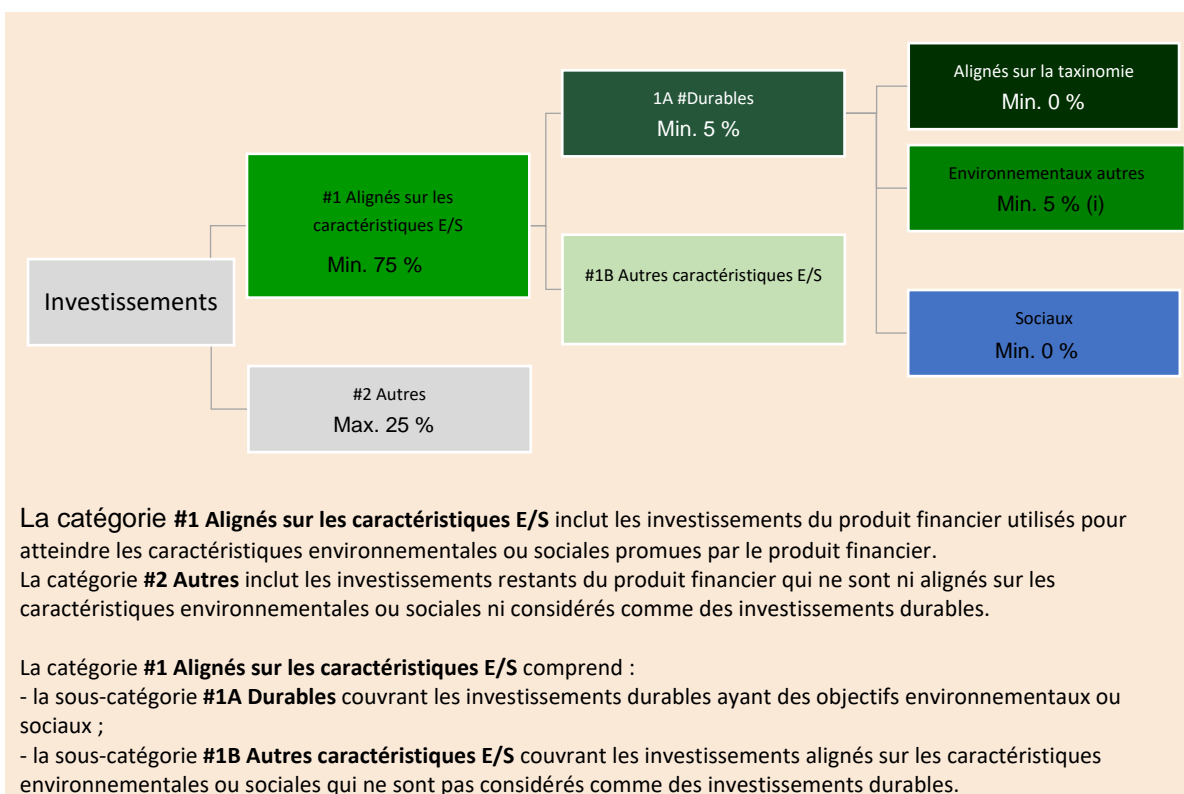 Investissements
#1 Alignés sur les
caractéristiques E/S
Min. 75 %
#2 Autres
Max. 25 %
1A #Durables
Min. 5 %
#1B Autres caractéristiques E/S
Alignés sur la taxinomie
Min. 0 %
Environnementaux autres
Min. 5 % (i)
Sociaux
Min. 0 %
La catégorie #1 Alignés sur les caractéristiques E/S inclut les investissements du produit financier utilisés pour
atteindre les caractéristiques environnementales ou sociales promues par le produit financier.
La catégorie #2 Autres inclut les investissements restants du produit financier qui ne sont ni alignés sur les
caractéristiques environnementales ou sociales ni considérés comme des investissements durables.
La catégorie #1 Alignés sur les caractéristiques E/S comprend :
- la sous-catégorie #1A Durables couvrant les investissements durables ayant des objectifs environnementaux ou
sociaux ;
- la sous-catégorie #1B Autres caractéristiques E/S couvrant les investissements alignés sur les caractéristiques
environnementales ou sociales qui ne sont pas considérés comme des investissements durables.